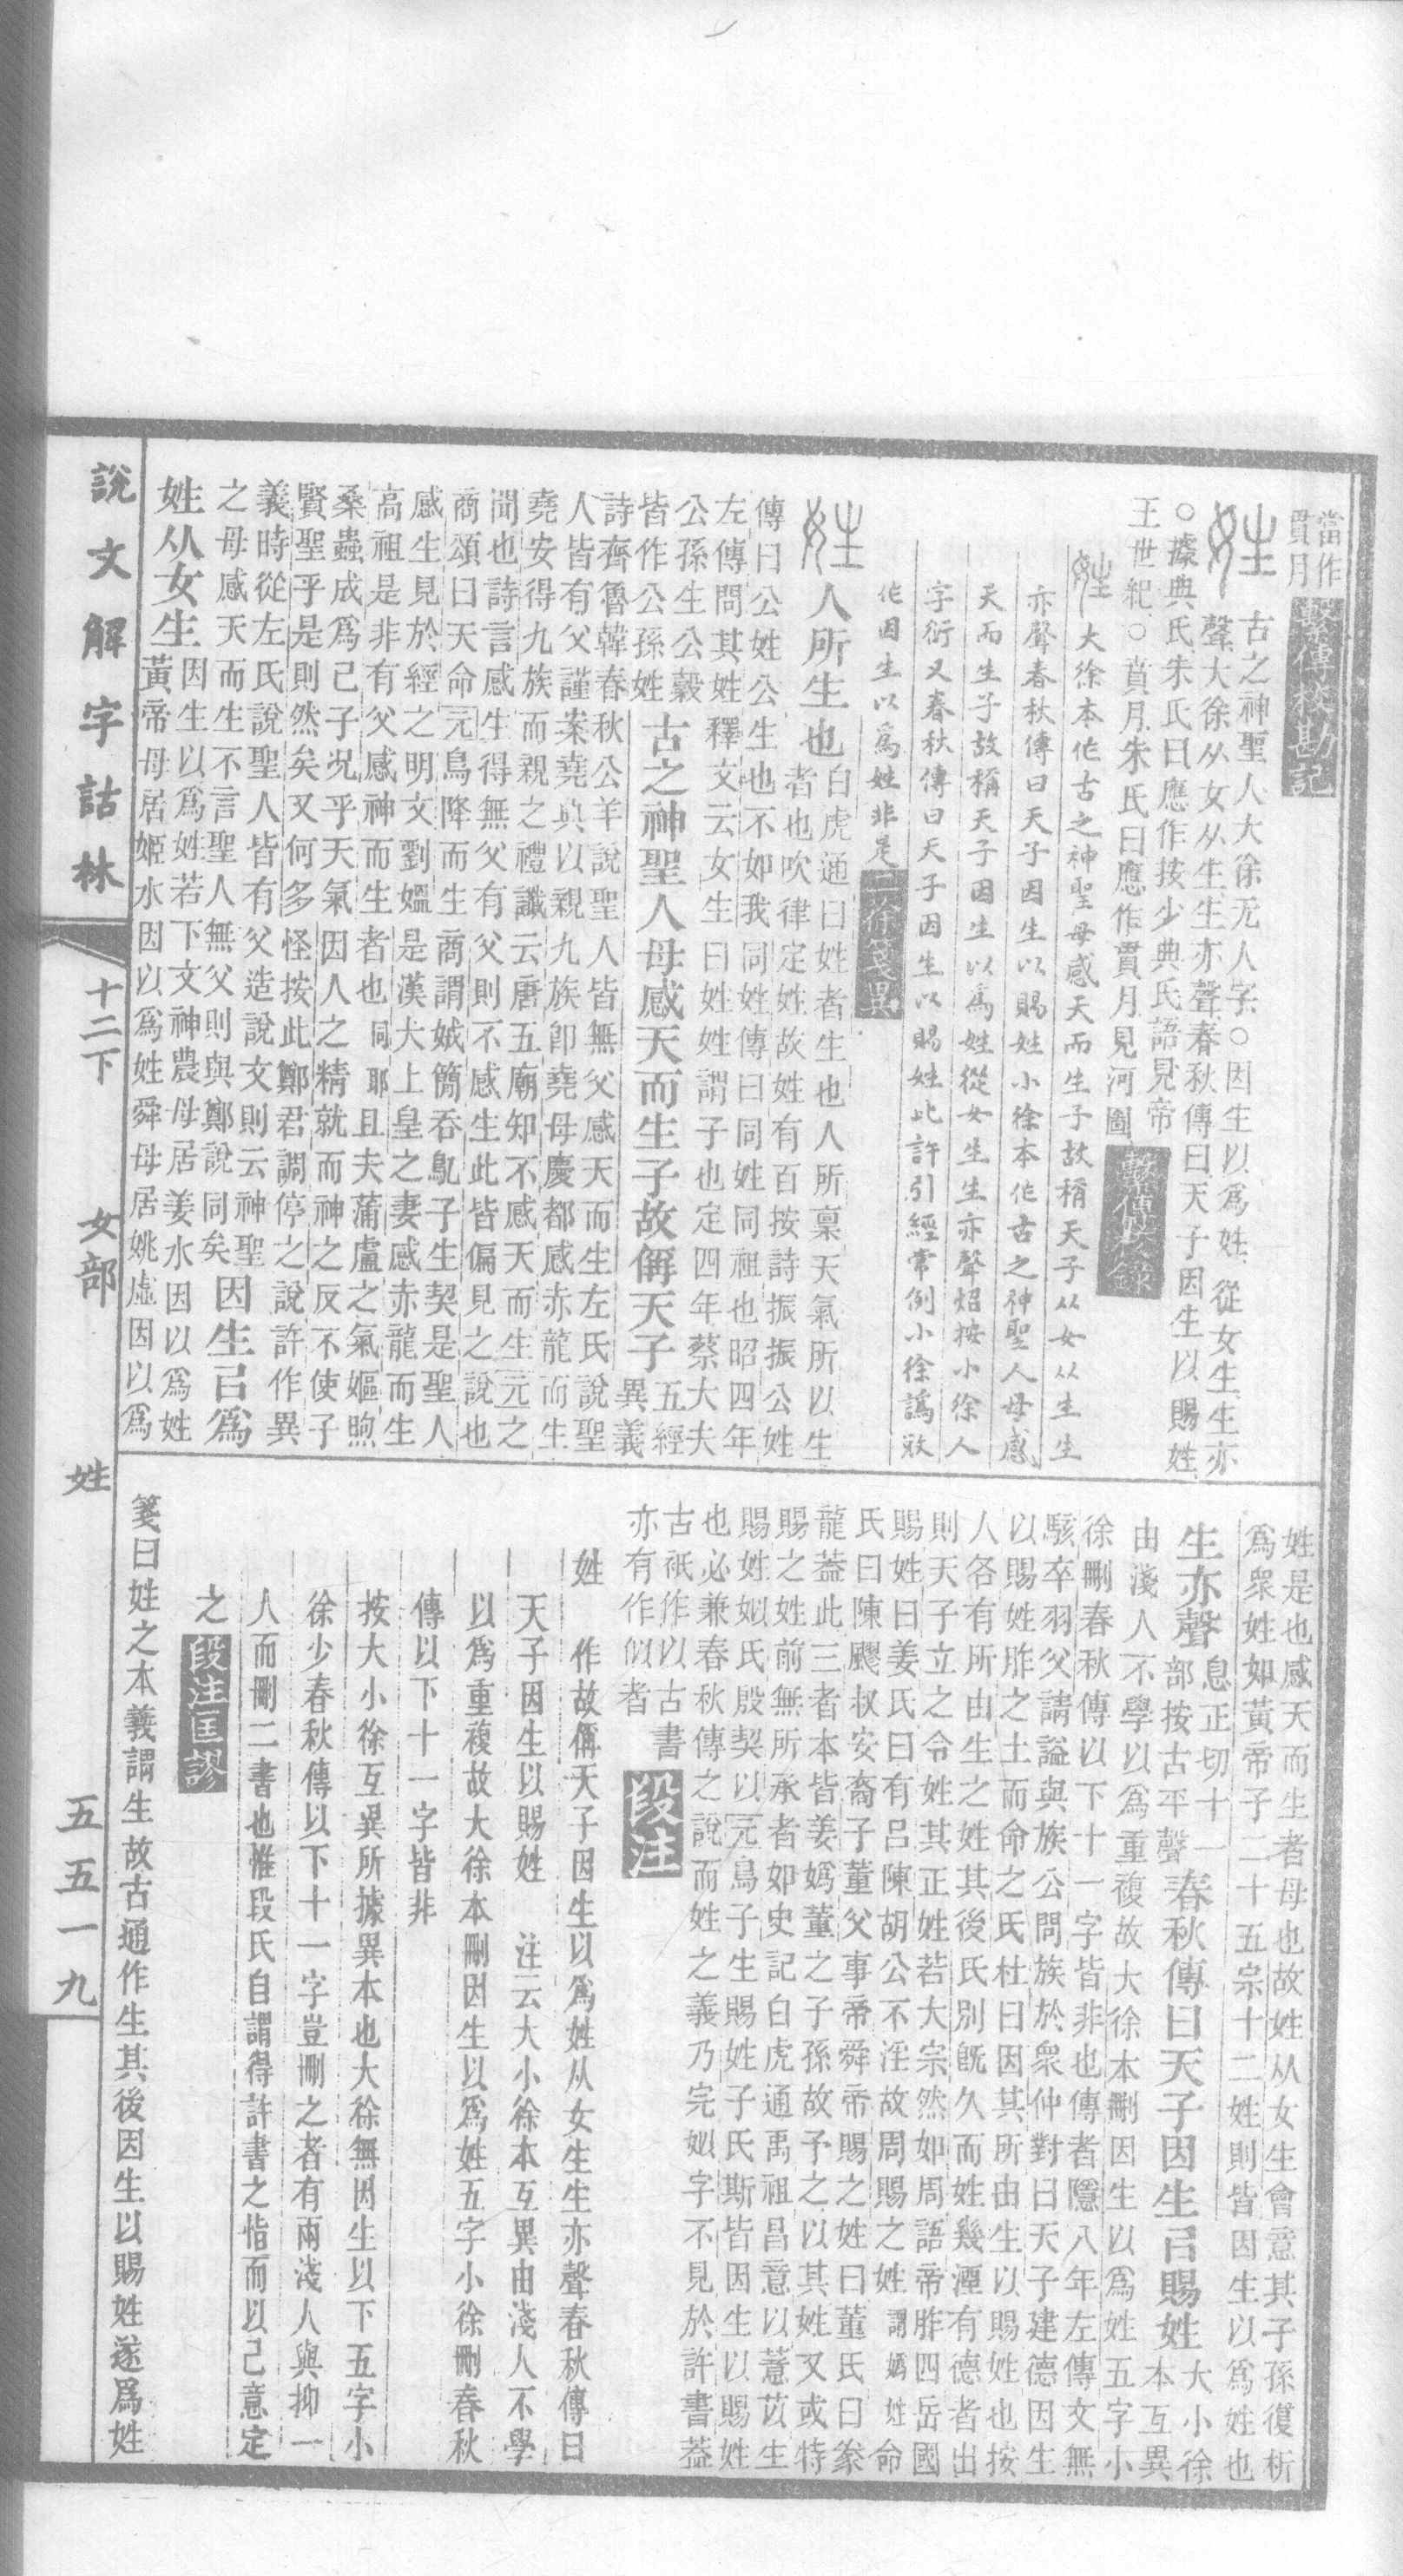 當作
貫月
繫傳校勘記
古之神聖人大徐无人字○因生以爲姓從女生生亦
聲大徐从女从生生亦聲春秋傳曰天子因生以賜姓
○據典氏朱氏曰應作按少典氏語見帝
王世紀○賁月朱氏曰應作貫月見河圖
繫傳校錄
大徐本作古之神聖母感天而生子故稱天子从女从生生
亦聲春秋傳曰天子因生以賜姓小徐本作古之神聖人母感
天而生子故稱天子因生以爲姓從女生生亦聲炤按小徐人
字衍又春秋傳曰天子因生以賜姓此許引經常例小徐譌敓
作因生以爲姓非是
二徐箋異
人所生也
白虎通曰姓者生也人所稟天氣所以生
者也吹律定姓故姓有百按詩振振公姓
傳曰公姓公生也不如我同姓傳曰同姓同祖也昭四年
左傳問其姓釋文云女生曰姓姓謂子也定四年蔡大夫
公孫生公穀
皆作公孫姓
古之神聖人母感天而生子故偁天子
五經
異義
詩齊魯韓春秋公羊說聖人皆無父感天而生左氏說聖
人皆有父謹案堯典以親九族卽堯母慶都感赤龍而生
堯安得九族而親之禮讖云唐五廟知不感天而生元之
聞也詩言感生得無父有父則不感生此皆偏見之說也
商頌曰天命元鳥降而生商謂娀簡吞鳦子生契是聖人
感生見於經之明文劉媼是漢大上皇之妻感赤龍而生
高祖是非有父感神而生者也同耶且夫蒲盧之氣嫗煦
桑蟲成爲己子況乎天氣因人之精就而神之反不使子
賢聖乎是則然矣又何多怪按此鄭君調停之說許作異
義時從左氏說聖人皆有父造說文則云神聖
之母感天而生不言聖人無父則與鄭說同矣
因生㠯爲
姓从女生
因生以爲姓若下文神農母居姜水因以爲姓
黃帝母居姬水因以爲姓舜母居姚虛因以爲
姓是也感天而生者母也故姓从女生會意其子孫復析
爲眾姓如黃帝子二十五宗十二姓則皆因生以爲姓也
生亦聲
息正切十一
部按古平聲
春秋傳曰天子因生㠯賜姓
大小徐
本互異
由淺人不學以爲重複故大徐本刪因生以爲姓五字小
徐刪春秋傳以下十一字皆非也傳者隱八年左傳文無
駭卒羽父請謚與族公問族於眾仲對曰天子建德因生
以賜姓胙之土而命之氏杜曰因其所由生以賜姓也按
人各有所由生之姓其後氏別旣久而姓幾湮有德者出
則天子立之令姓其正姓若大宗然如周語帝胙四岳國
賜姓曰姜氏曰有呂陳胡公不淫故周賜之姓謂嬀姓命
氏曰陳飂叔安裔子董父事帝舜帝賜之姓曰董氏曰豢
龍葢此三者本皆姜嬀董之子孫故予之以其姓又或特
賜之姓前無所承者如史記白虎通禹祖昌意以薏苡生
賜姓姒氏殷契以元鳥子生賜姓子氏斯皆因生以賜姓
也必兼春秋傳之說而姓之義乃完姒字不見於許書葢
古祇作以古書
亦有作似者
段注
姓　作故偁天子因生以爲姓从女生生亦聲春秋傳曰
天子因生以賜姓　注云大小徐本互異由淺人不學
以爲重複故大徐本刪因生以爲姓五字小徐刪春秋
傳以下十一字皆非
按大小徐互異所據異本也大徐無因生以下五字小
徐少春秋傳以下十一字豈刪之者有兩淺人與抑一
人而刪二書也惟段氏自謂得許書之恉而以己意定
之
段注匡謬
箋曰姓之本義謂生故古通作生其後因生以賜姓遂爲姓
說文解字詁林
十二下
女部
姓
五五一九